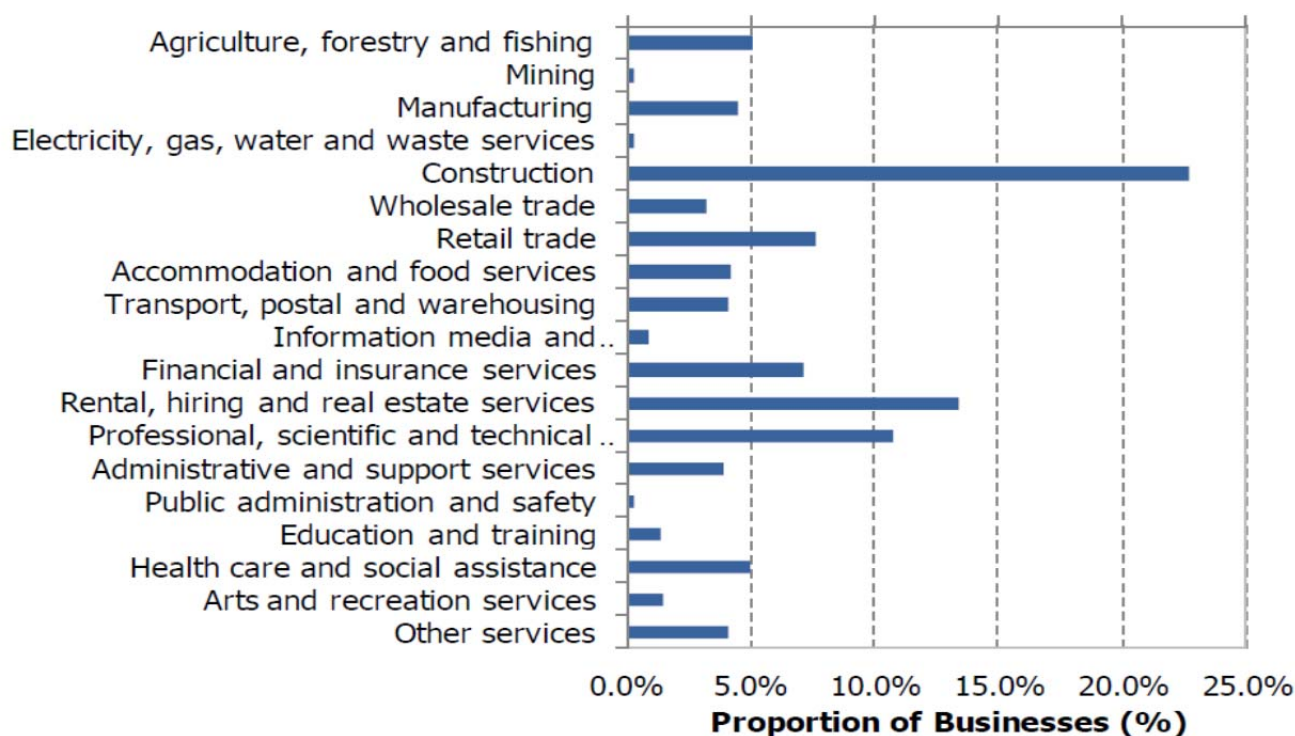 Agriculture, forestry and fishing
Mining
Manufacturing
Electricity, gas, water and waste services
Construction
Wholesale trade
Retail trade
Accommodation and food services
Transport, postal and warehousing
Information media and ..
Financial and insurance services
Rental, hiring and real estate services
Professional, scientific and technical ..
Administrative and support services
Public administration and safety
Education and training
Health care and social assistance
Arts and recreation services
Other services
0.0% 5.0% 10.0% 15.0% 20.0% 25.0%
Proportion of Businesses (%)